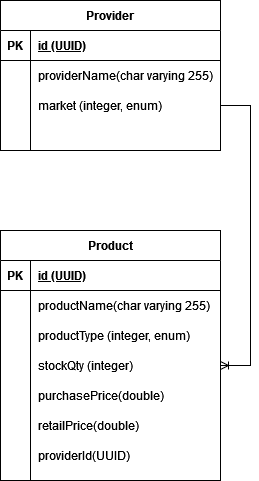 Provider
PK id (UUID)
providerName(char varying 255)
market (integer, enum)
Product
PK id (UUID)
productName(char varying 255)
productType (integer, enum)
stockQty (integer)
purchasePrice(double)
retailPrice(double)
providerId(UUID)